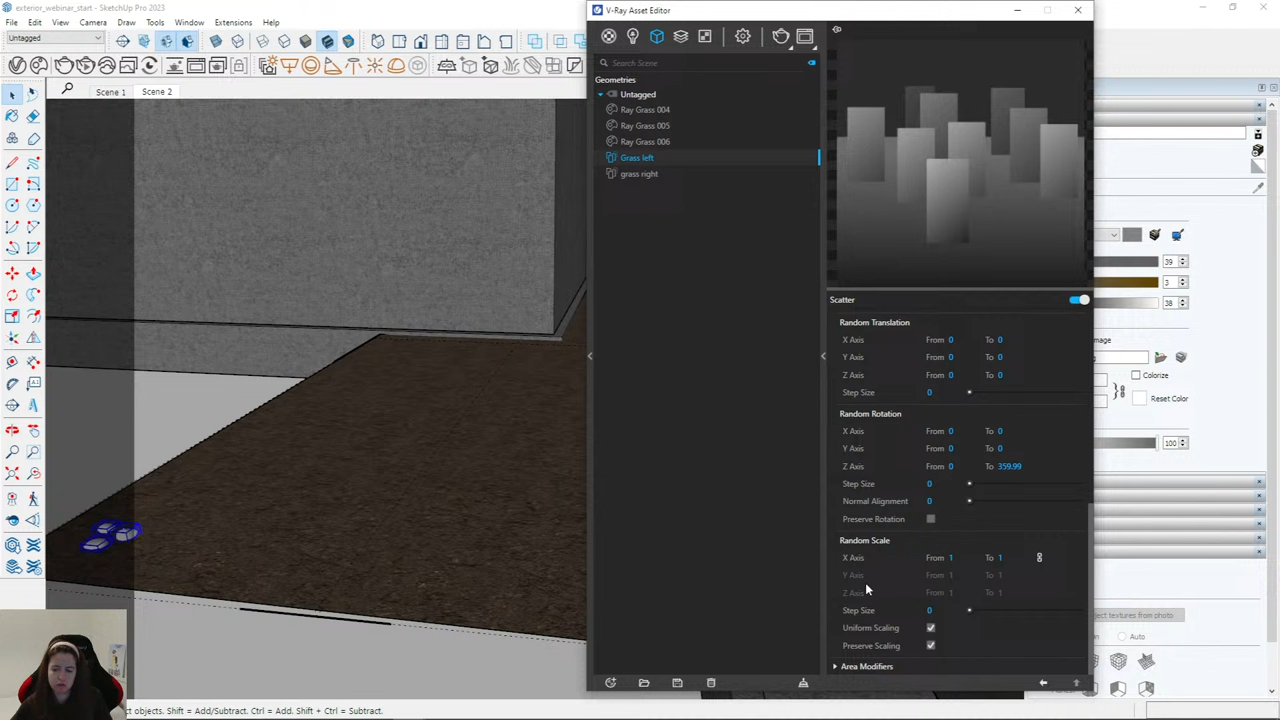 exterior_webinar_start - SketchUp Pro 2023
File Edit View Camera Draw Tools Window Extensions Help
Untagged
Scene 1 Scene 2
V-Ray Asset Editor
Search Scene
Geometries
Untagged
Ray Grass 004
Ray Grass 005
Ray Grass 006
Grass left
grass right
Scatter
Random Translation
X Axis From 0 To 0
Y Axis From 0 To 0
Z Axis From 0 To 0
Step Size 0
Random Rotation
X Axis From 0 To 0
Y Axis From 0 To 0
Z Axis From 0 To 359.99
Step Size 0
Normal Alignment 0
Preserve Rotation
Random Scale
X Axis From 1 To 1
Y Axis From 1 To 1
Z Axis From 1 To 1
Step Size 0
Uniform Scaling
Preserve Scaling
Area Modifiers
39
3
38
mage
Colorize
Reset Color
100
ject textures from photo
Auto
ct objects. Shift = Add/Subtract. Ctrl = Add. Shift + Ctrl = Subtract.